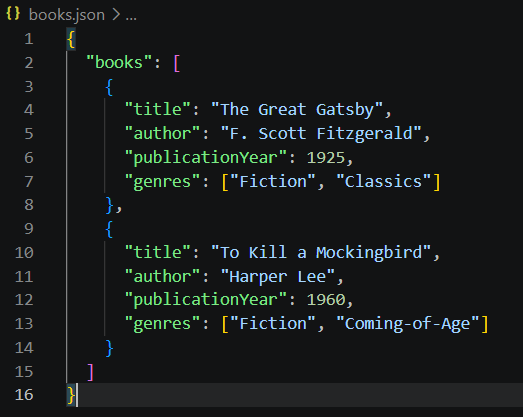 {} books.json > ...
1 {
2   "books": [
3     {
4       "title": "The Great Gatsby",
5       "author": "F. Scott Fitzgerald",
6       "publicationYear": 1925,
7       "genres": ["Fiction", "Classics"]
8     },
9     {
10       "title": "To Kill a Mockingbird",
11       "author": "Harper Lee",
12       "publicationYear": 1960,
13       "genres": ["Fiction", "Coming-of-Age"]
14     }
15   ]
16 }